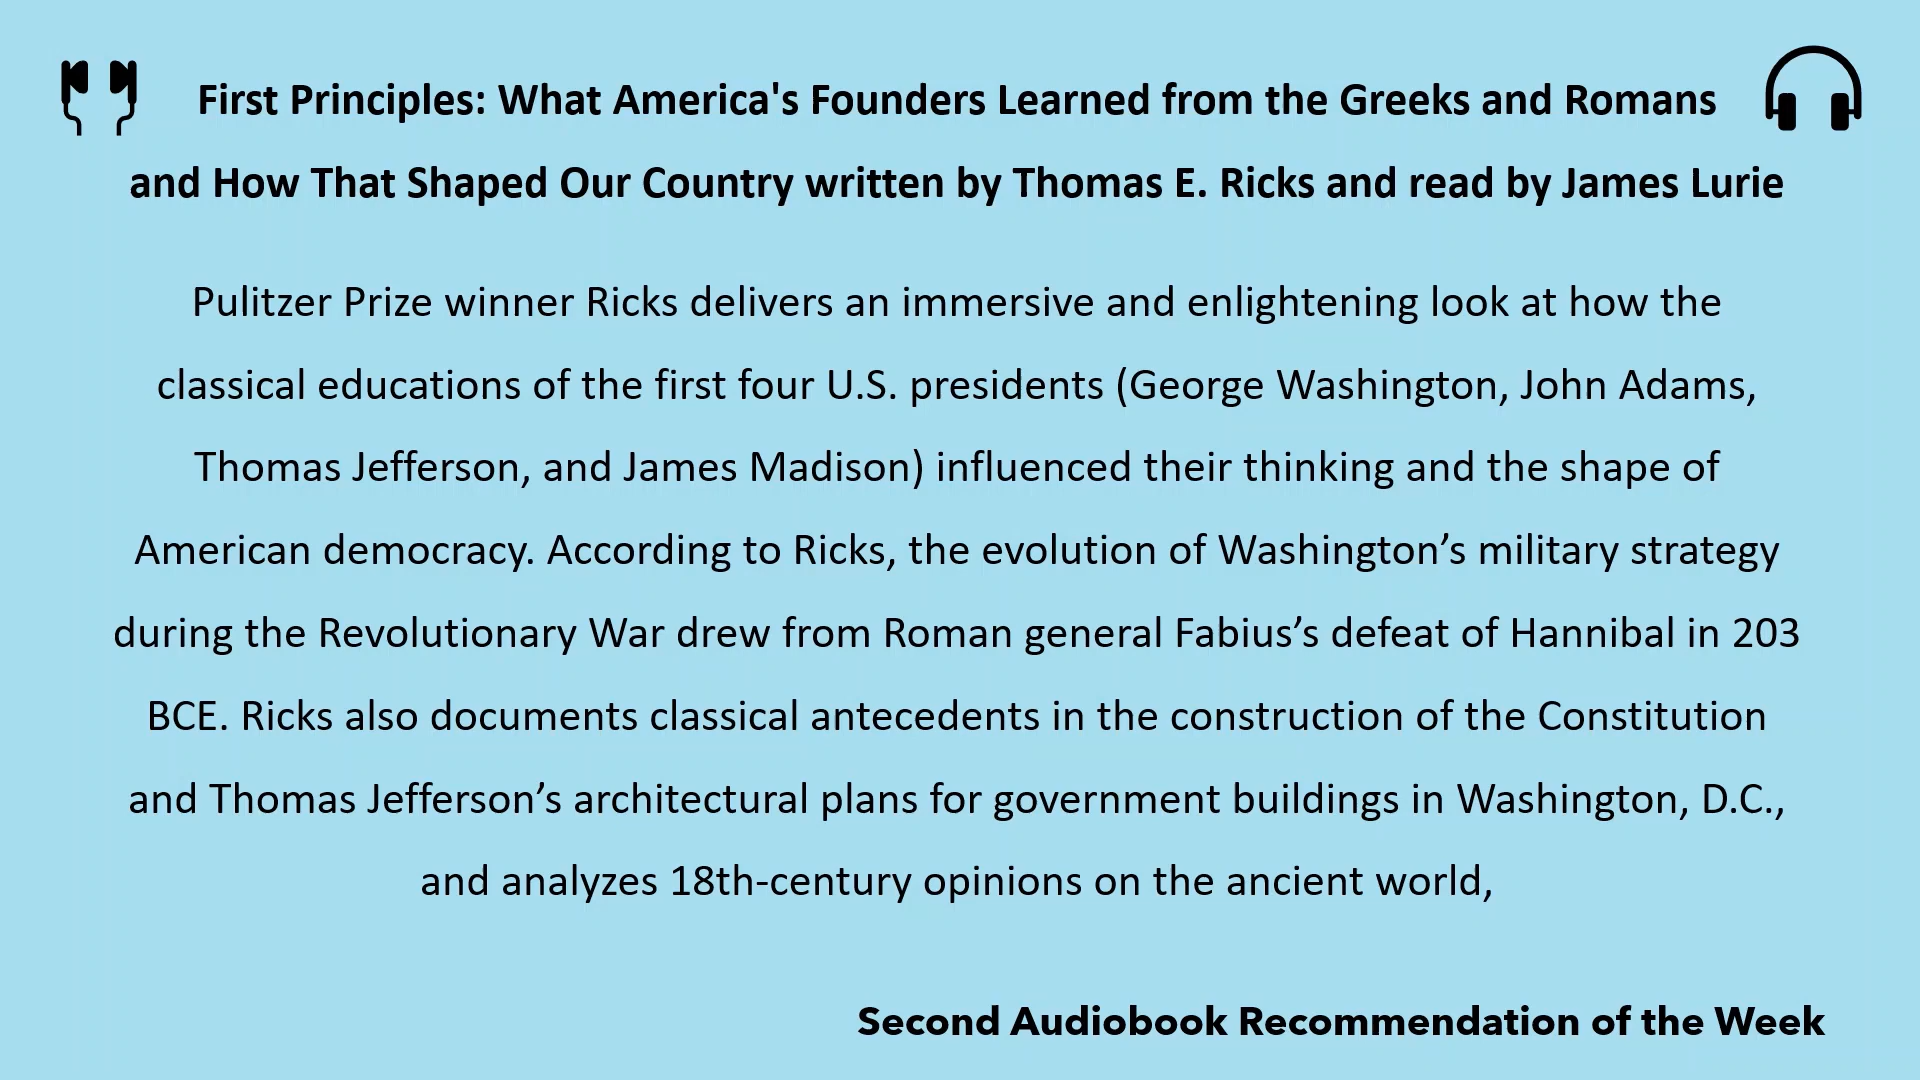 First Principles: What America's Founders Learned from the Greeks and Romans
and How That Shaped Our Country written by Thomas E. Ricks and read by James Lurie
Pulitzer Prize winner Ricks delivers an immersive and enlightening look at how the
classical educations of the first four U.S. presidents (George Washington, John Adams,
Thomas Jefferson, and James Madison) influenced their thinking and the shape of
American democracy. According to Ricks, the evolution of Washington’s military strategy
during the Revolutionary War drew from Roman general Fabius’s defeat of Hannibal in 203
BCE. Ricks also documents classical antecedents in the construction of the Constitution
and Thomas Jefferson’s architectural plans for government buildings in Washington, D.C.,
and analyzes 18th-century opinions on the ancient world,
Second Audiobook Recommendation of the Week